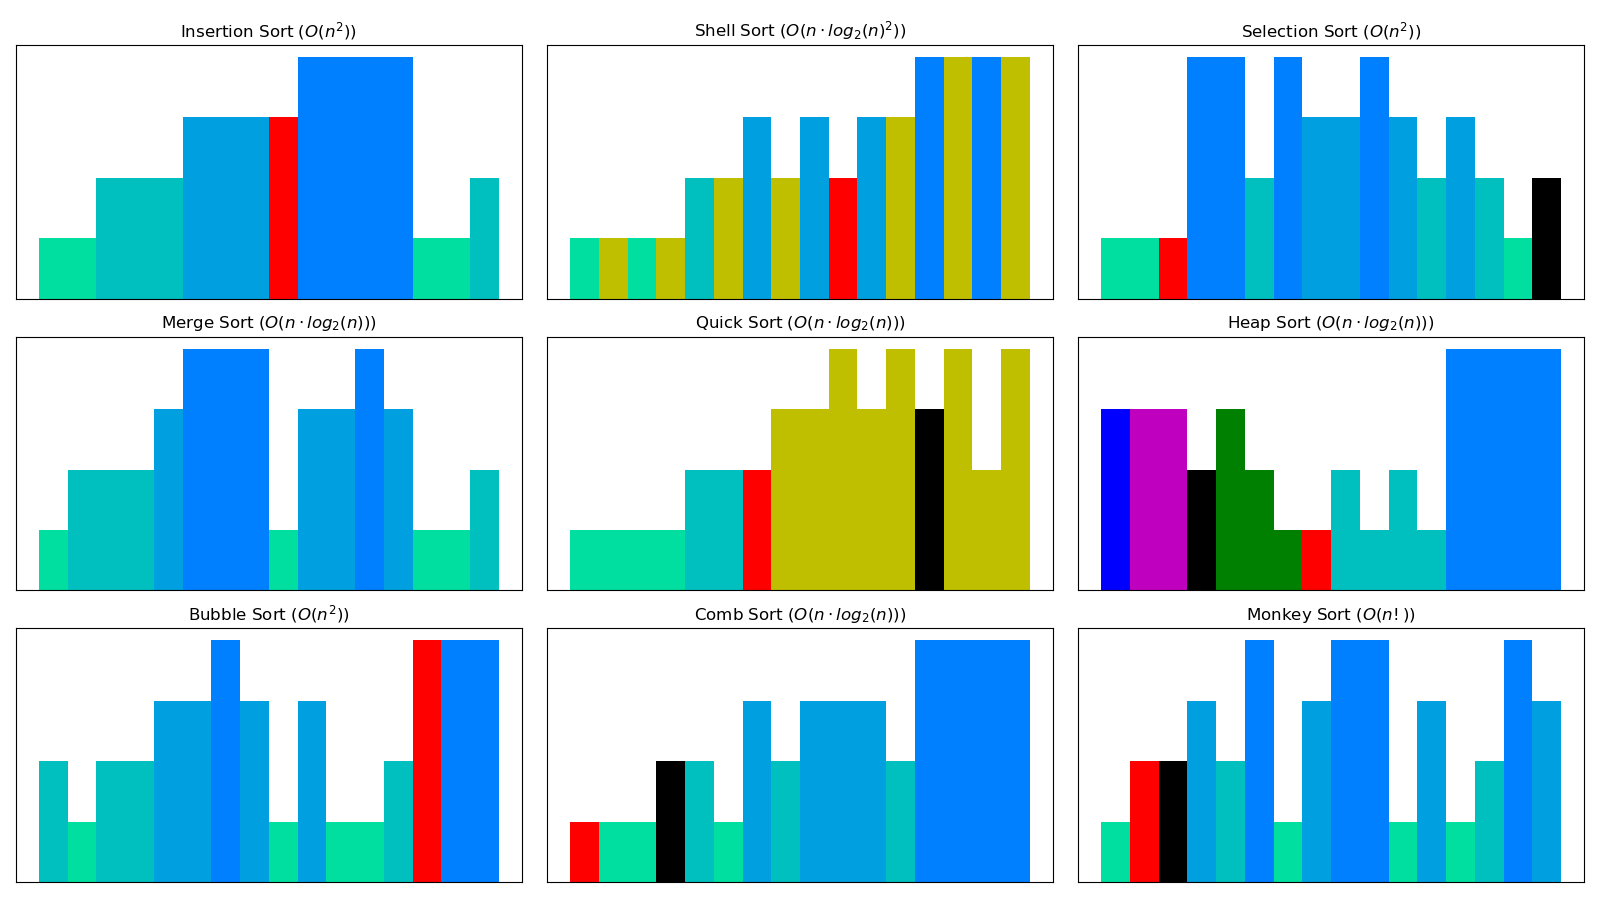 Insertion Sort (O(n²))
Shell Sort (O(n · log₂(n)²))
Selection Sort (O(n²))
Merge Sort (O(n · log₂(n)))
Quick Sort (O(n · log₂(n)))
Heap Sort (O(n · log₂(n)))
Bubble Sort (O(n²))
Comb Sort (O(n · log₂(n)))
Monkey Sort (O(n! ))